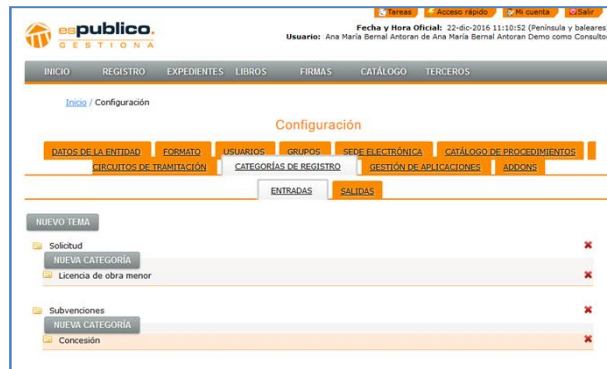 Tareas Acceso rápido Mi cuenta Salir
espublico.
GESTIONA
Fecha y Hora Oficial: 22-dic-2016 11:10:52 (Península y baleares
Usuario: Ana María Bernal Antoran de Ana María Bernal Antoran Demo como Consulto
INICIO REGISTRO EXPEDIENTES LIBROS FIRMAS CATÁLOGO TERCEROS
Inicio / Configuración
Configuración
DATOS DE LA ENTIDAD FORMATO USUARIOS GRUPOS SEDE ELECTRÓNICA CATÁLOGO DE PROCEDIMIENTOS
CIRCUITOS DE TRAMITACIÓN CATEGORÍAS DE REGISTRO GESTIÓN DE APLICACIONES ADDONS
ENTRADAS SALIDAS
NUEVO TEMA
Solicitud
NUEVA CATEGORÍA
Licencia de obra menor
Subvenciones
NUEVA CATEGORÍA
Concesión